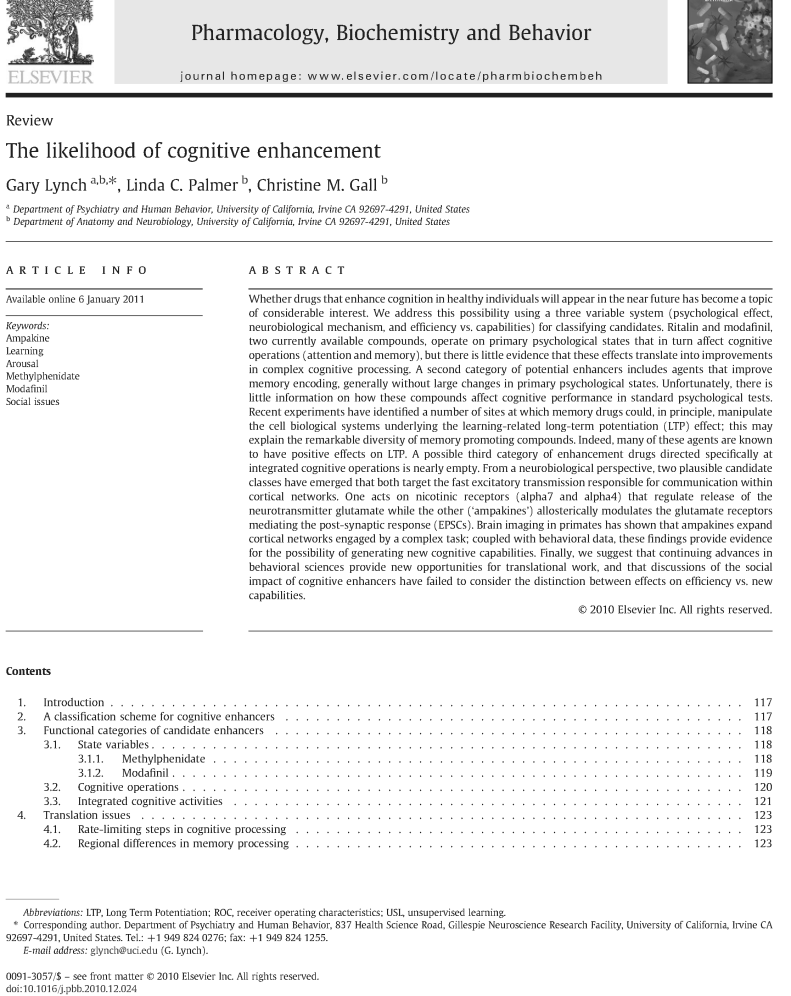 Pharmacology, Biochemistry and Behavior
ELSEVIER
journal homepage: www.elsevier.com/locate/pharmbiochembeh
Review
The likelihood of cognitive enhancement
Gary Lynch a,b,*, Linda C. Palmer b, Christine M. Gall b
a Department of Psychiatry and Human Behavior, University of California, Irvine CA 92697-4291, United States
b Department of Anatomy and Neurobiology, University of California, Irvine CA 92697-4291, United States
ARTICLE INFO
Available online 6 January 2011
Keywords:
Ampakine
Learning
Arousal
Methylphenidate
Modafinil
Social issues
ABSTRACT
Whether drugs that enhance cognition in healthy individuals will appear in the near future has become a topic
of considerable interest. We address this possibility using a three variable system (psychological effect,
neurobiological mechanism, and efficiency vs. capabilities) for classifying candidates. Ritalin and modafinil,
two currently available compounds, operate on primary psychological states that in turn affect cognitive
operations (attention and memory), but there is little evidence that these effects translate into improvements
in complex cognitive processing. A second category of potential enhancers includes agents that improve
memory encoding, generally without large changes in primary psychological states. Unfortunately, there is
little information on how these compounds affect cognitive performance in standard psychological tests.
Recent experiments have identified a number of sites at which memory drugs could, in principle, manipulate
the cell biological systems underlying the learning-related long-term potentiation (LTP) effect; this may
explain the remarkable diversity of memory promoting compounds. Indeed, many of these agents are known
to have positive effects on LTP. A possible third category of enhancement drugs directed specifically at
integrated cognitive operations is nearly empty. From a neurobiological perspective, two plausible candidate
classes have emerged that both target the fast excitatory transmission responsible for communication within
cortical networks. One acts on nicotinic receptors (alpha7 and alpha4) that regulate release of the
neurotransmitter glutamate while the other ('ampakines') allosterically modulates the glutamate receptors
mediating the post-synaptic response (EPSCs). Brain imaging in primates has shown that ampakines expand
cortical networks engaged by a complex task; coupled with behavioral data, these findings provide evidence
for the possibility of generating new cognitive capabilities. Finally, we suggest that continuing advances in
behavioral sciences provide new opportunities for translational work, and that discussions of the social
impact of cognitive enhancers have failed to consider the distinction between effects on efficiency vs. new
capabilities.
© 2010 Elsevier Inc. All rights reserved.
Contents
1. Introduction . . . . . . . . . . 117
2. A classification scheme for cognitive enhancers . . . . . . . . . . 117
3. Functional categories of candidate enhancers . . . . . . . . . . 118
3.1. State variables . . . . . . . . . . 118
3.1.1. Methylphenidate . . . . . . . . . . 118
3.1.2. Modafinil . . . . . . . . . . 119
3.2. Cognitive operations . . . . . . . . . . 120
3.3. Integrated cognitive activities . . . . . . . . . . 121
4. Translation issues . . . . . . . . . . 123
4.1. Rate-limiting steps in cognitive processing . . . . . . . . . . 123
4.2. Regional differences in memory processing . . . . . . . . . . 123
Abbreviations: LTP, Long Term Potentiation; ROC, receiver operating characteristics; USL, unsupervised learning.
* Corresponding author. Department of Psychiatry and Human Behavior, 837 Health Science Road, Gillespie Neuroscience Research Facility, University of California, Irvine CA
92697-4291, United States. Tel.: +1 949 824 0276; fax: +1 949 824 1255.
E-mail address: glynch@uci.edu (G. Lynch).
0091-3057/$ – see front matter © 2010 Elsevier Inc. All rights reserved.
doi:10.1016/j.pbb.2010.12.024